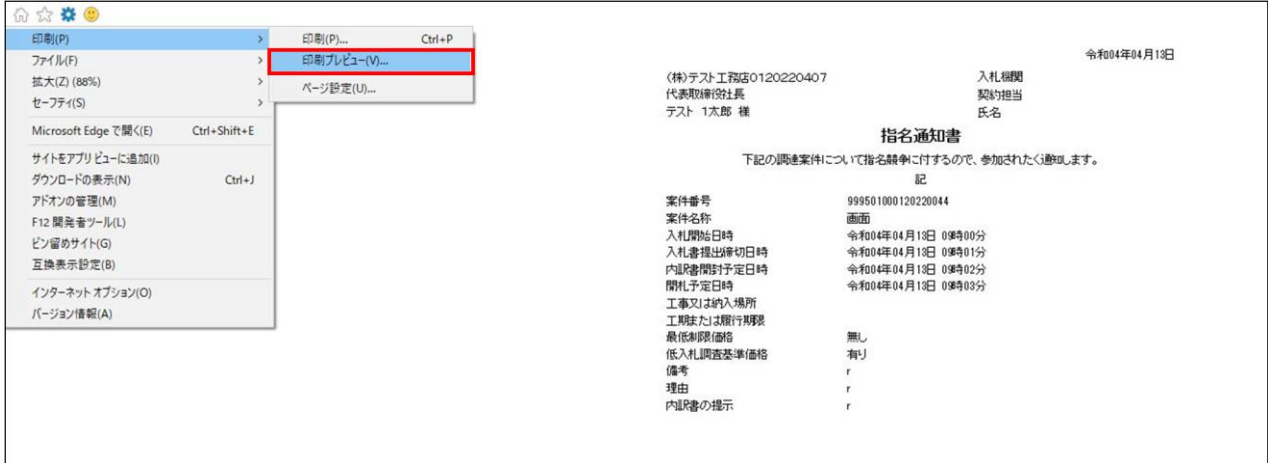 印刷(P)
ファイル(F)
拡大(Z) (88%)
セーフティ(S)
Microsoft Edge で開く(E) Ctrl+Shift+E
サイトをアプリ ビューに追加(I)
ダウンロードの表示(N) Ctrl+J
アドオンの管理(M)
F12 開発者ツール(L)
ピン留めサイト(G)
互換表示設定(B)
インターネット オプション(O)
バージョン情報(A)
印刷(P)... Ctrl+P
印刷プレビュー(V)...
ページ設定(U)...
令和04年04月13日
(株)テスト工務店0120220407 入札機関
代表取締役社長 契約担当
テスト 1太郎 様 氏名
指名通知書
下記の調達案件について指名競争に付するので、参加されたく通知します。
記
案件番号 999501000120220044
案件名称 画面
入札開始日時 令和04年04月13日 09時00分
入札書提出締切日時 令和04年04月13日 09時01分
内訳書開封予定日時 令和04年04月13日 09時02分
開札予定日時 令和04年04月13日 09時03分
工事又は納入場所
工期または履行期限
最低制限価格 無し
低入札調査基準価格 有り
備考 r
理由 r
内訳書の提示 r